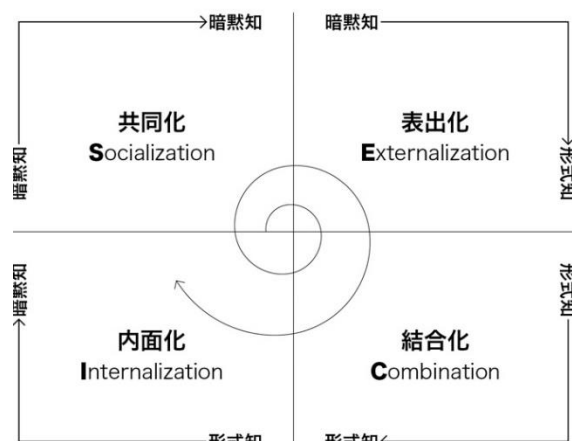 暗黙知
暗黙知
共同化
Socialization
表出化
Externalization
暗黙知
形式知
暗黙知
形式知
内面化
Internalization
結合化
Combination
形式知
形式知